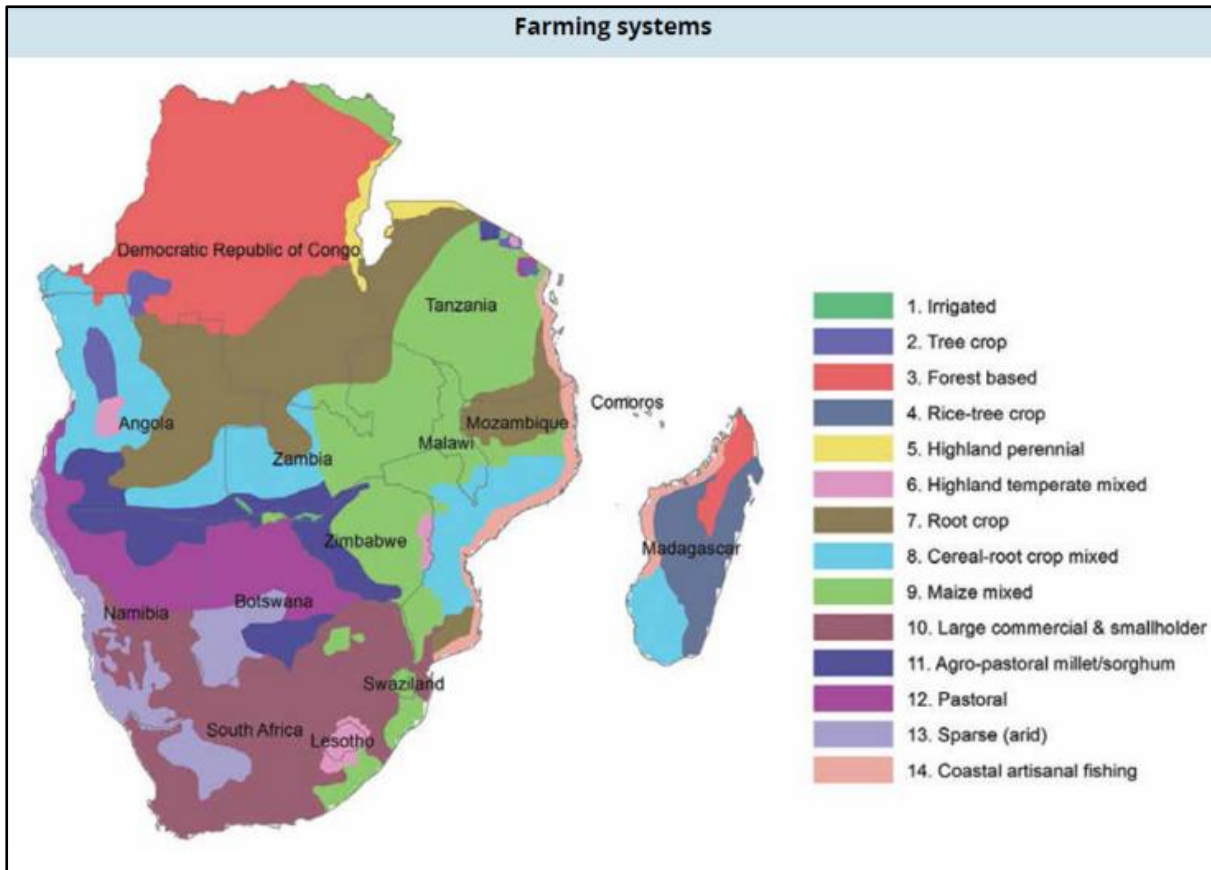 Farming systems
Democratic Republic of Congo
Tanzania
Comoros
Angola
Mozambique
Malawi
Zambia
Zimbabwe
Madagascar
Namibia
Botswana
Swaziland
South Africa
Lesotho
1. Irrigated
2. Tree crop
3. Forest based
4. Rice-tree crop
5. Highland perennial
6. Highland temperate mixed
7. Root crop
8. Cereal-root crop mixed
9. Maize mixed
10. Large commercial & smallholder
11. Agro-pastoral millet/sorghum
12. Pastoral
13. Sparse (arid)
14. Coastal artisanal fishing